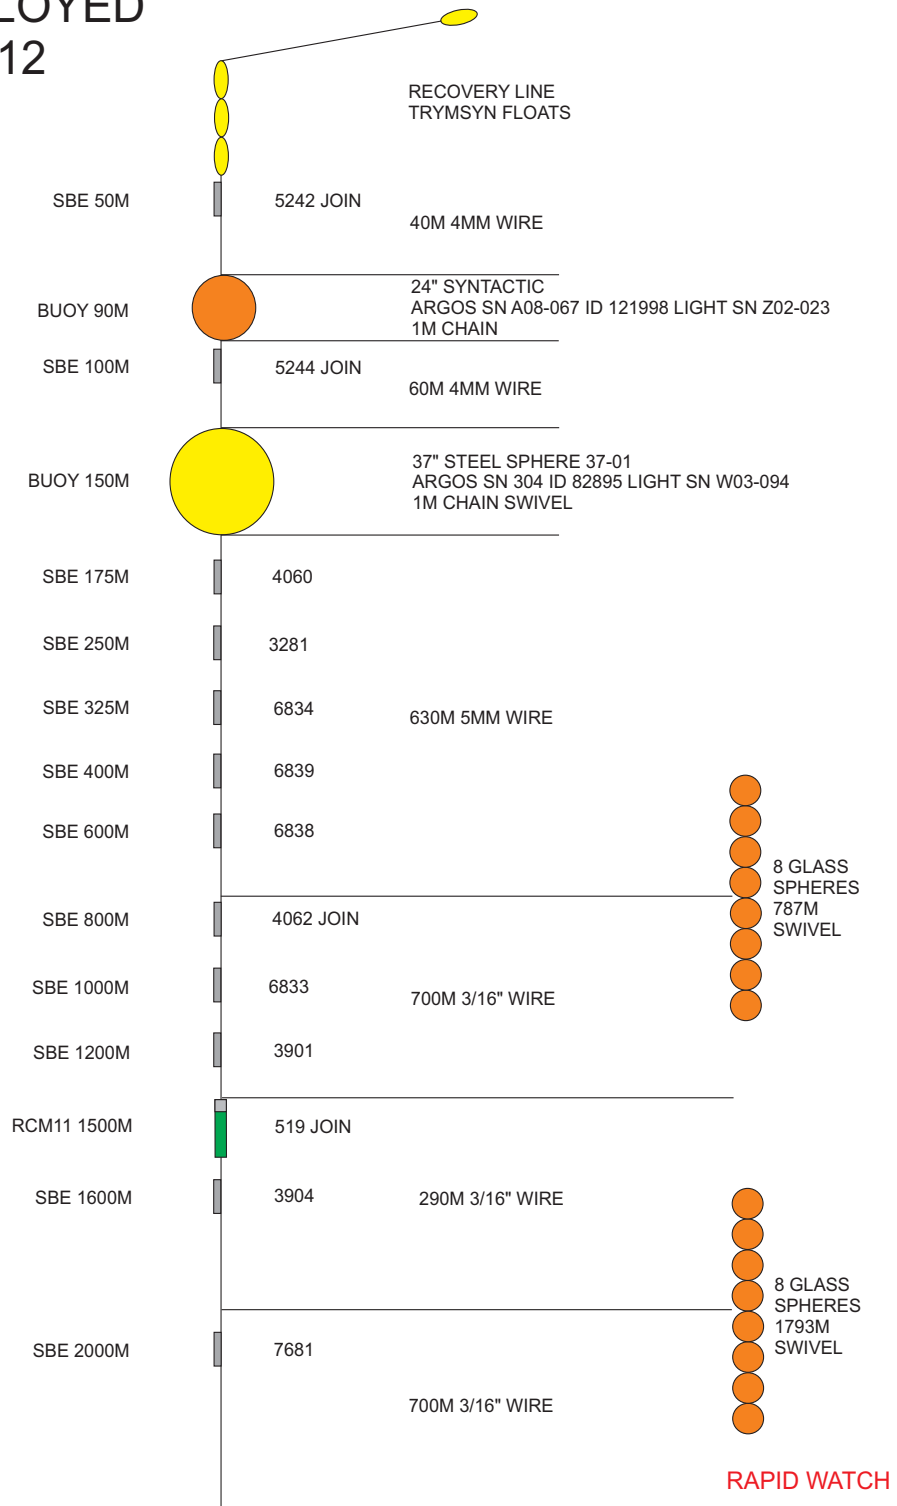 LOYED
12
RECOVERY LINE
TRYMSYN FLOATS
SBE 50M
5242 JOIN
40M 4MM WIRE
BUOY 90M
24" SYNTACTIC
ARGOS SN A08-067 ID 121998 LIGHT SN Z02-023
1M CHAIN
SBE 100M
5244 JOIN
60M 4MM WIRE
BUOY 150M
37" STEEL SPHERE 37-01
ARGOS SN 304 ID 82895 LIGHT SN W03-094
1M CHAIN SWIVEL
SBE 175M
4060
SBE 250M
3281
SBE 325M
6834
630M 5MM WIRE
SBE 400M
6839
SBE 600M
6838
8 GLASS
SPHERES
787M
SWIVEL
SBE 800M
4062 JOIN
SBE 1000M
6833
700M 3/16" WIRE
SBE 1200M
3901
RCM11 1500M
519 JOIN
SBE 1600M
3904
290M 3/16" WIRE
8 GLASS
SPHERES
1793M
SWIVEL
SBE 2000M
7681
700M 3/16" WIRE
RAPID WATCH